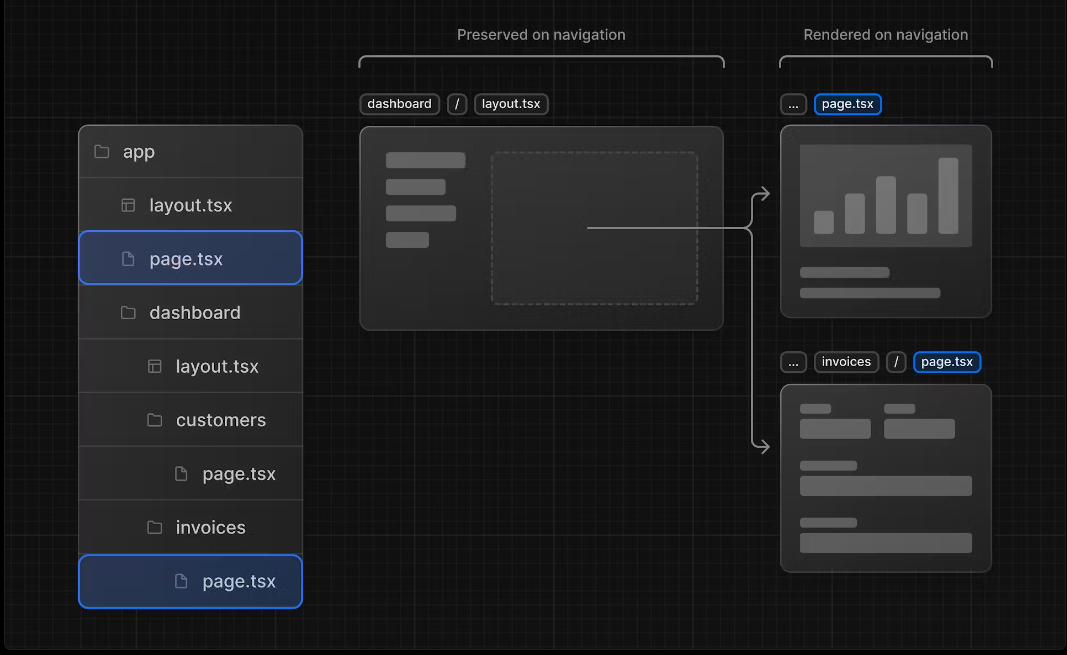 Preserved on navigation
Rendered on navigation
dashboard / layout.tsx
... page.tsx
app
layout.tsx
page.tsx
dashboard
layout.tsx
customers
page.tsx
invoices
page.tsx
... invoices / page.tsx